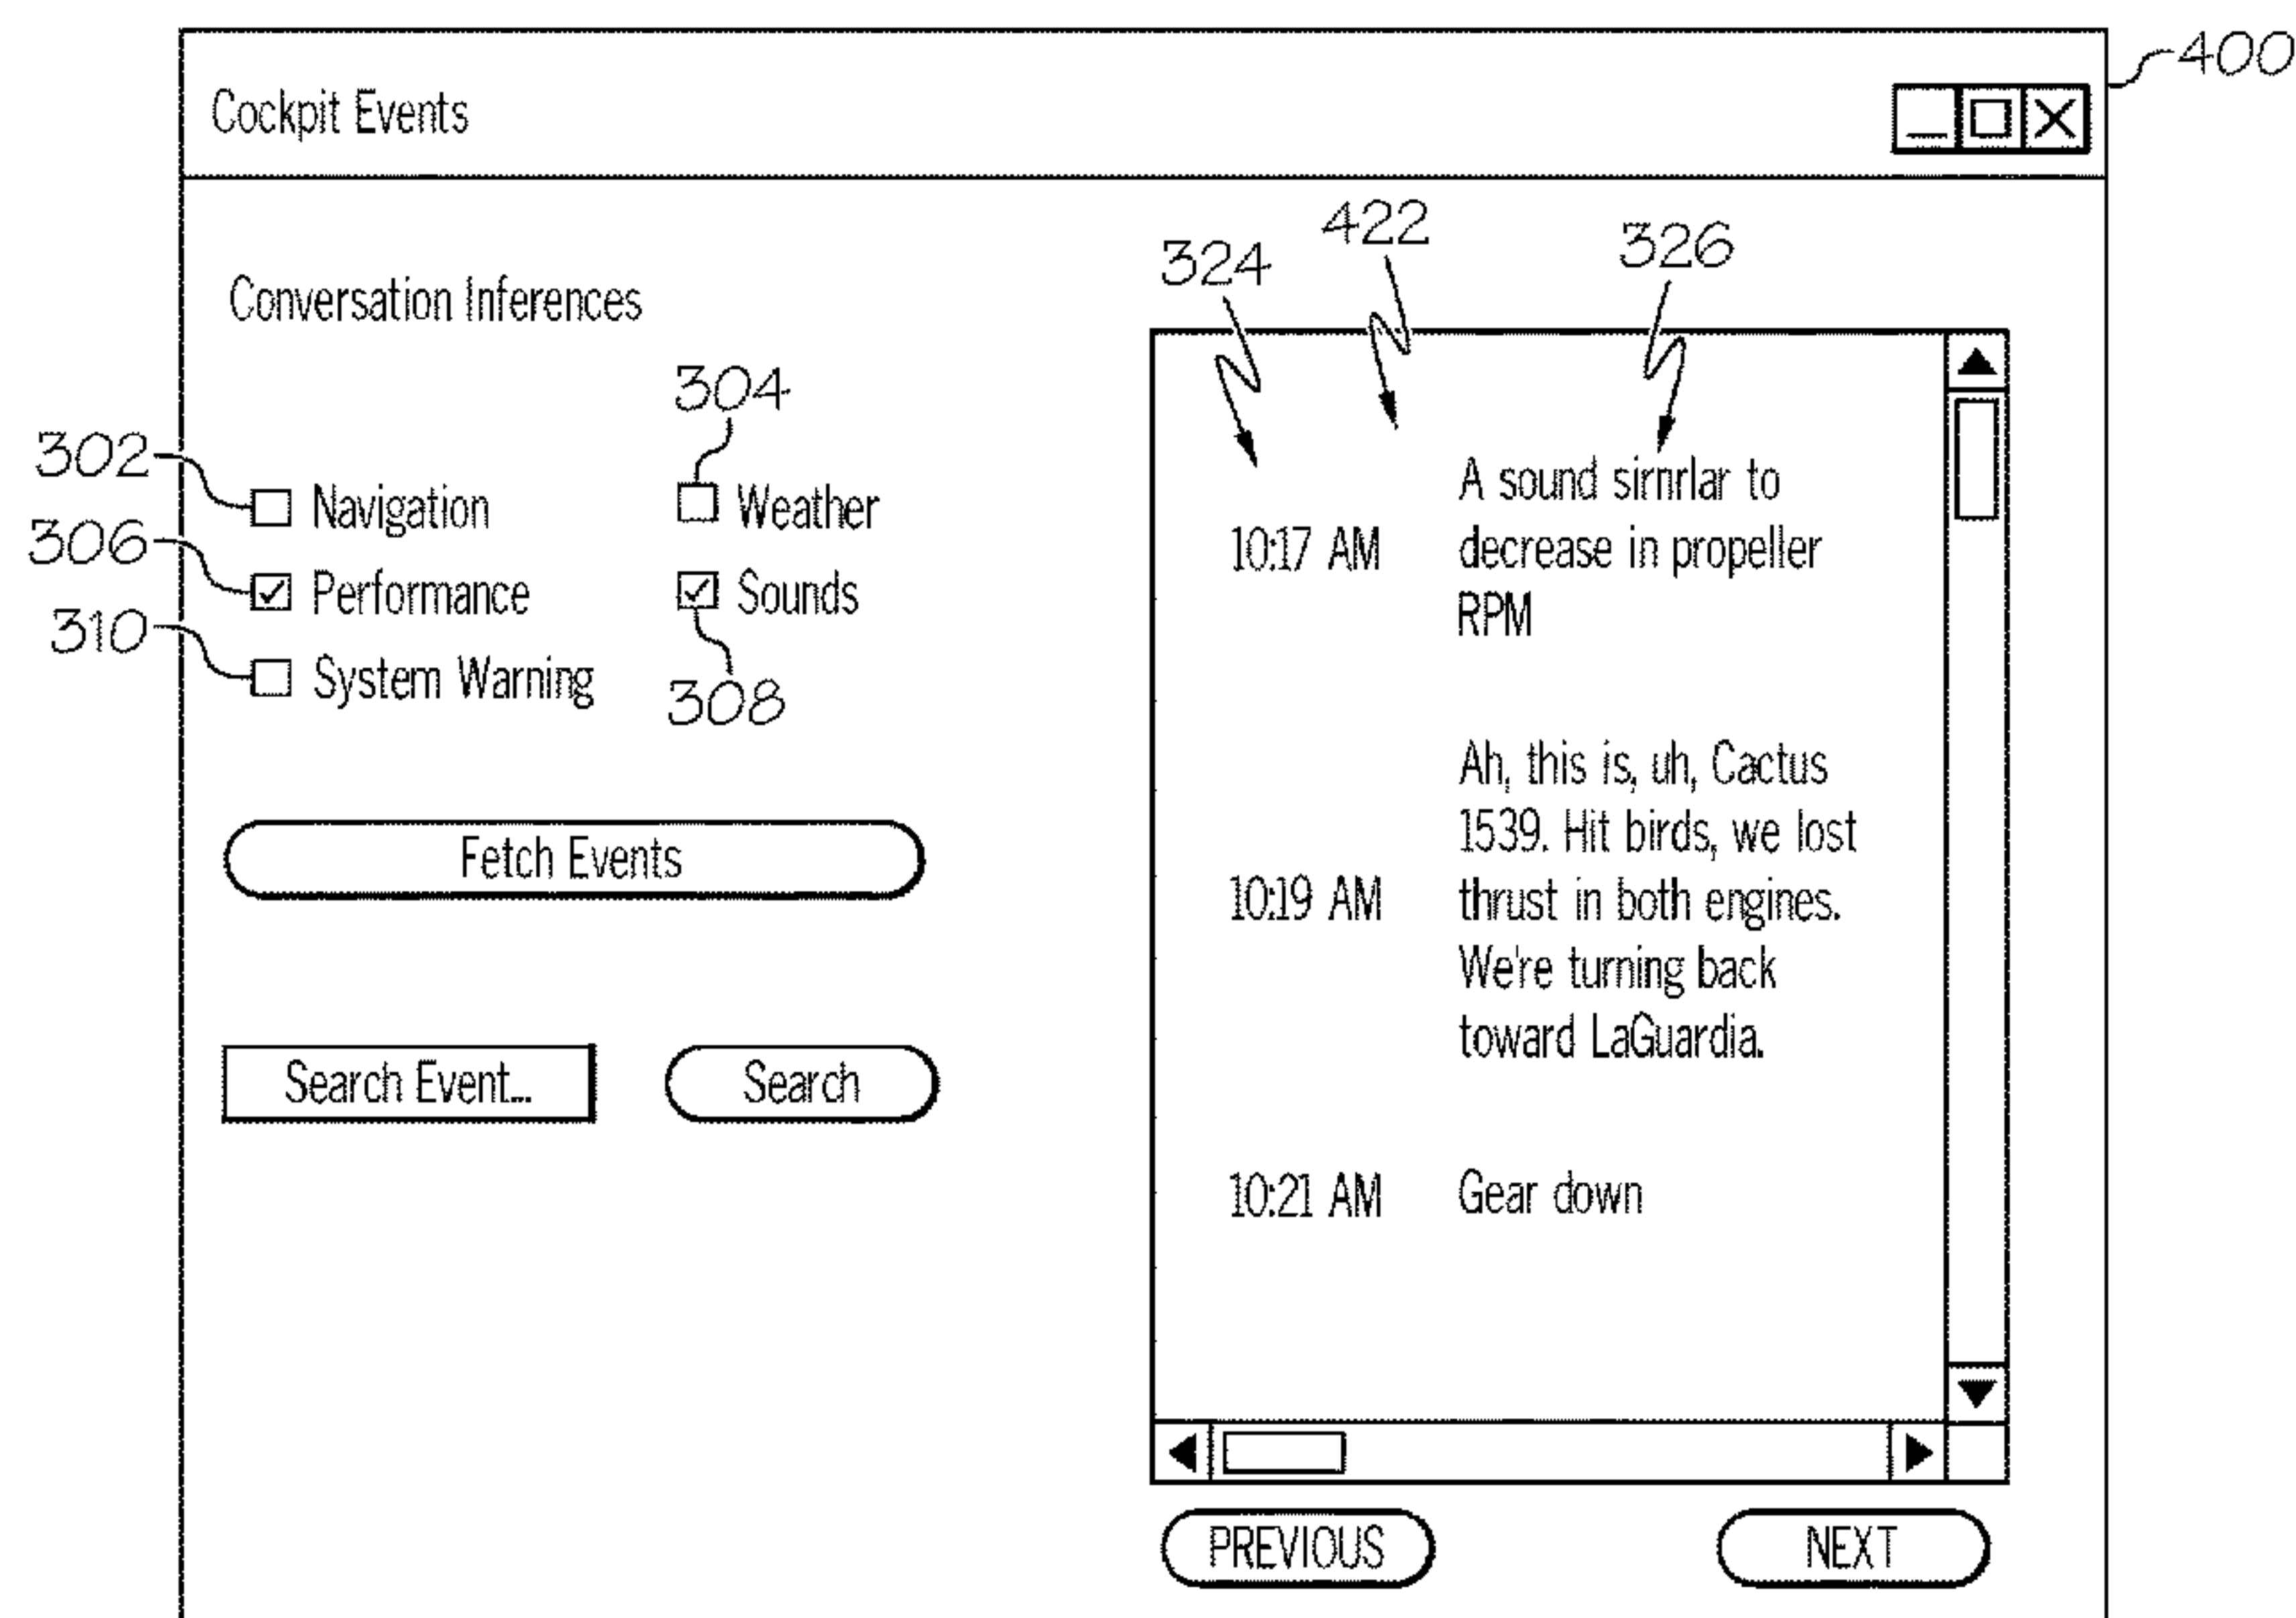 400
Cockpit Events
324 422 326
Conversation Inferences
304
302
Navigation
Weather
306
Performance
Sounds
310
System Warning
308
Fetch Events
Search Event...
Search
10:17 AM
A sound sirnrlar to
decrease in propeller
RPM
10:19 AM
Ah, this is, uh, Cactus
1539. Hit birds, we lost
thrust in both engines.
We're turning back
toward LaGuardia.
10:21 AM
Gear down
PREVIOUS
NEXT